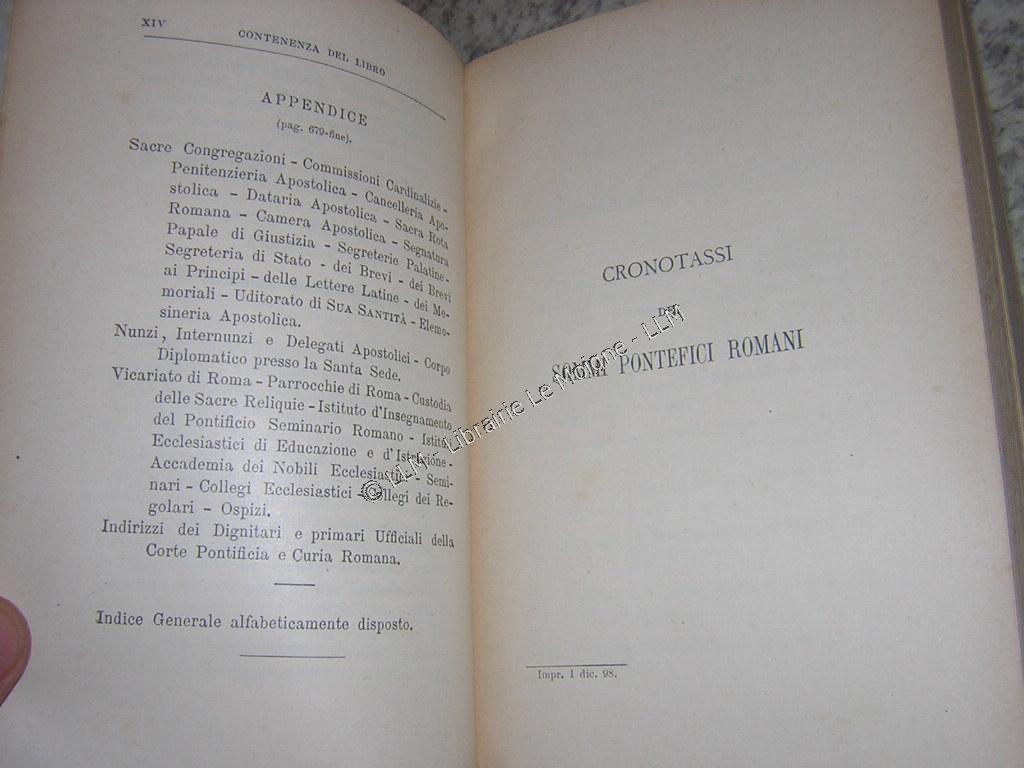 XIV
CONTENENZA DEL LIBRO
APPENDICE
(pag. 679-fine).
Sacre Congregazioni - Commissioni Cardinalizie -
Penitenzieria Apostolica - Cancelleria Apo-
stolica - Dataria Apostolica - Sacra Rota
Romana - Camera Apostolica - Segnatura
Papale di Giustizia - Segreterie Palatine -
Segreteria di Stato - dei Brevi - dei Brevi
ai Principi - delle Lettere Latine - dei Me-
moriali - Uditorato di SUA SANTITÀ - Elemo-
sineria Apostolica.
Nunzi, Internunzi e Delegati Apostolici - Corpo
Diplomatico presso la Santa Sede.
Vicariato di Roma - Parrocchie di Roma - Custodia
delle Sacre Reliquie - Istituto d'Insegnamento
del Pontificio Seminario Romano - Istituti
Ecclesiastici di Educazione e d'Istruzione -
Accademia dei Nobili Ecclesiastici - Semi-
nari - Collegi Ecclesiastici - Collegi dei Re-
golari - Ospizi.
Indirizzi dei Dignitari e primari Ufficiali della
Corte Pontificia e Curia Romana.
Indice Generale alfabeticamente disposto.
CRONOTASSI
PONTEFICI ROMANI
Impr. 1 dic. 98.
© LLM - Librairie Le Moigne - LLM